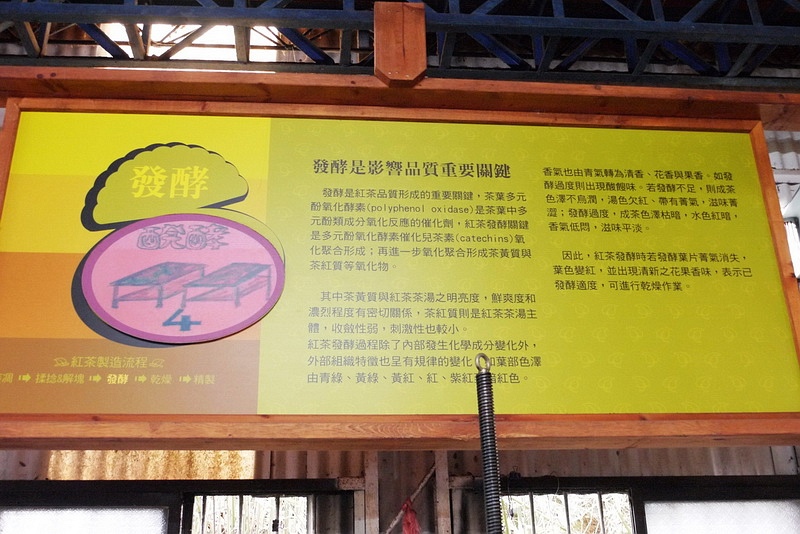 發酵
發酵
4
紅茶製造流程
揉捻&解塊 ➡ 發酵 ➡ 乾燥 ➡ 精製
發酵是影響品質重要關鍵
發酵是紅茶品質形成的重要關鍵，茶葉多元
酚氧化酵素(polyphenol oxidase)是茶葉中多
元酚類成分氧化反應的催化劑，紅茶發酵關鍵
是多元酚氧化酵素催化兒茶素(catechins)氧
化聚合形成；再進一步氧化聚合形成茶黃質與
茶紅質等氧化物。
其中茶黃質與紅茶茶湯之明亮度，鮮爽度和
濃烈程度有密切關係，茶紅質則是紅茶茶湯主
體，收斂性弱，刺激性也較小。
紅茶發酵過程除了內部發生化學成分變化外，
外部組織特徵也呈有規律的變化 如葉部色澤
由青綠、黃綠、黃紅、紅、紫紅 暗紅色。
香氣也由青氣轉為清香、花香與果香。如發
酵過度則出現酸餿味。若發酵不足，則成茶
色澤不烏潤，湯色欠紅、帶有菁氣，滋味菁
澀；發酵過度，成茶色澤枯暗，水色紅暗，
香氣低悶，滋味平淡。
因此，紅茶發酵時若發酵葉片菁氣消失，
葉色變紅，並出現清新之花果香味，表示已
發酵適度，可進行乾燥作業。